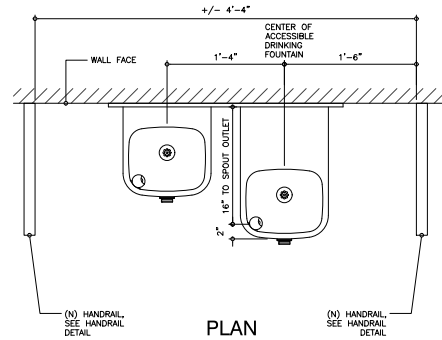 +/- 4'-4"
CENTER OF
ACCESSIBLE
DRINKING
FOUNTAIN
WALL FACE
1'-4"
1'-6"
16" TO SPOUT OUTLET
2"
(N) HANDRAIL,
SEE HANDRAIL
DETAIL
PLAN
(N) HANDRAIL,
SEE HANDRAIL
DETAIL